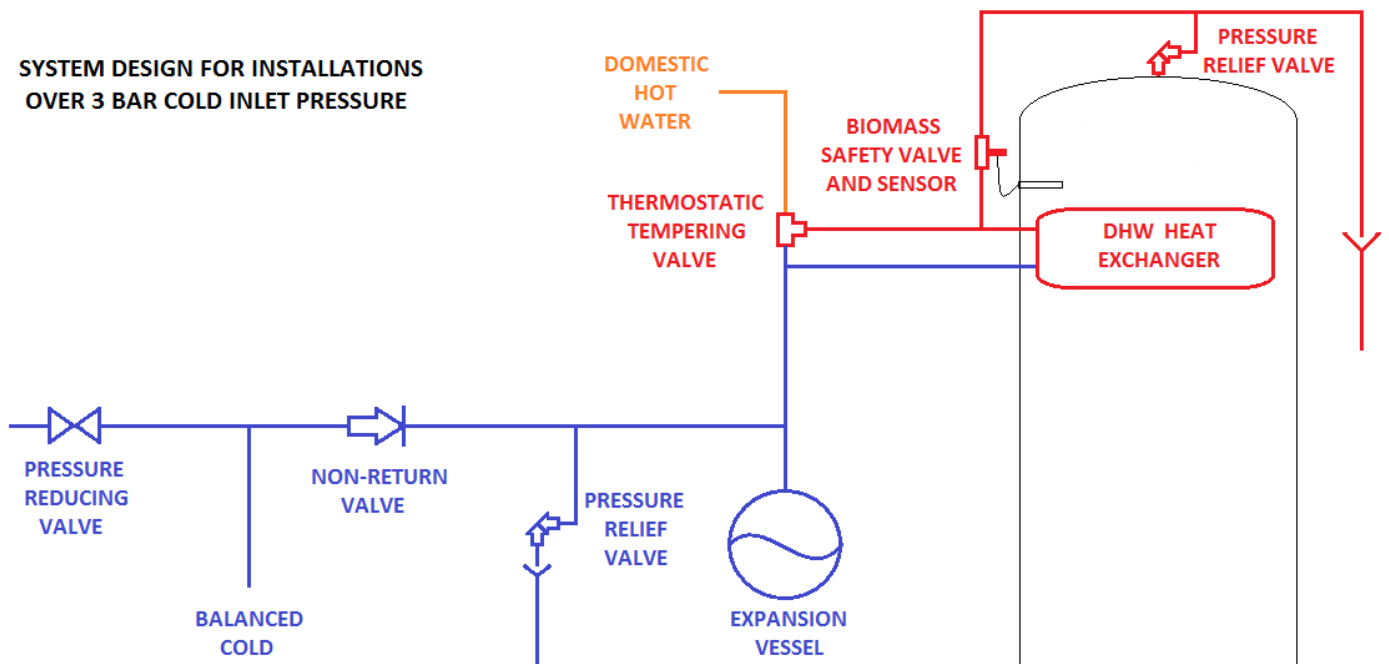 SYSTEM DESIGN FOR INSTALLATIONS
OVER 3 BAR COLD INLET PRESSURE
DOMESTIC
HOT
WATER
PRESSURE
RELIEF VALVE
BIOMASS
SAFETY VALVE
AND SENSOR
THERMOSTATIC
TEMPERING
VALVE
DHW HEAT
EXCHANGER
PRESSURE
REDUCING
VALVE
NON-RETURN
VALVE
PRESSURE
RELIEF
VALVE
BALANCED
COLD
EXPANSION
VESSEL